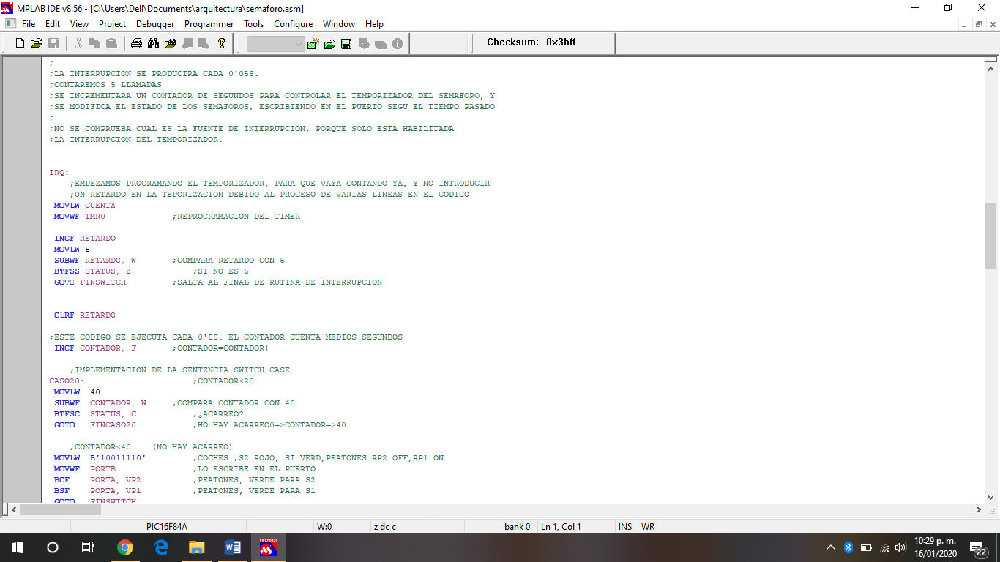 MPLAB IDE v8.56 - [C:\Users\Dell\Documents\arquitectura\semaforo.asm]
File Edit View Project Debugger Programmer Tools Configure Window Help
Checksum: 0x3bff
;
;LA INTERRUPCION SE PRODUCIRA CADA 0'05S.
;CONTAREMOS 5 LLAMADAS
;SE INCREMENTARA UN CONTADOR DE SEGUNDOS PARA CONTROLAR EL TEMPORIZADOR DEL SEMAFORO, Y
;SE MODIFICA EL ESTADO DE LOS SEMAFOROS, ESCRIBIENDO EN EL PUERTO SEGU EL TIEMPO PASADO
;
;NO SE COMPRUEBA CUAL ES LA FUENTE DE INTERRUPCION, PORQUE SOLO ESTA HABILITADA
;LA INTERRUPCION DEL TEMPORIZADOR.
IRQ:
;EMPEZAMOS PROGRAMANDO EL TEMPORIZADOR, PARA QUE VAYA CONTANDO YA, Y NO INTRODUCIR
;UN RETARDO EN LA TEPORIZACION DEBIDO AL PROCESO DE VARIAS LINEAS EN EL CODIGO
MOVLW CUENTA
MOVWF TMR0 ;REPROGRAMACION DEL TIMER
INCF RETARDO
MOVLW 5
SUBWF RETARDO, W ;COMPARA RETARDO CON 5
BTFSS STATUS, Z ;SI NO ES 5
GOTO FINSWITCH ;SALTA AL FINAL DE RUTINA DE INTERRUPCION
CLRF RETARDO
;ESTE CODIGO SE EJECUTA CADA 0'5S. EL CONTADOR CUENTA MEDIOS SEGUNDOS
INCF CONTADOR, F ;CONTADOR=CONTADOR+
;IMPLEMENTACION DE LA SENTENCIA SWITCH-CASE
CASO20: ;CONTADOR<20
MOVLW 40
SUBWF CONTADOR, W ;COMPARA CONTADOR CON 40
BTFSC STATUS, C ;¿ACARREO?
GOTO FINCASO20 ;HO HAY ACARREO0=>CONTADOR=>40
;CONTADOR<40 (NO HAY ACARREO)
MOVLW B'10011110' ;COCHES ;S2 ROJO, SI VERD,PEATONES RP2 OFF,RP1 ON
MOVWF PORTB ;LO ESCRIBE EN EL PUERTO
BCF PORTA, VP2 ;PEATONES, VERDE PARA S2
BSF PORTA, VP1 ;PEATONES, VERDE PARA S1
GOTO FINSWITCH
PIC16F84A W:0 z dc c bank 0 Ln 1, Col 1 INS WR
10:29 p. m.
16/01/2020
22